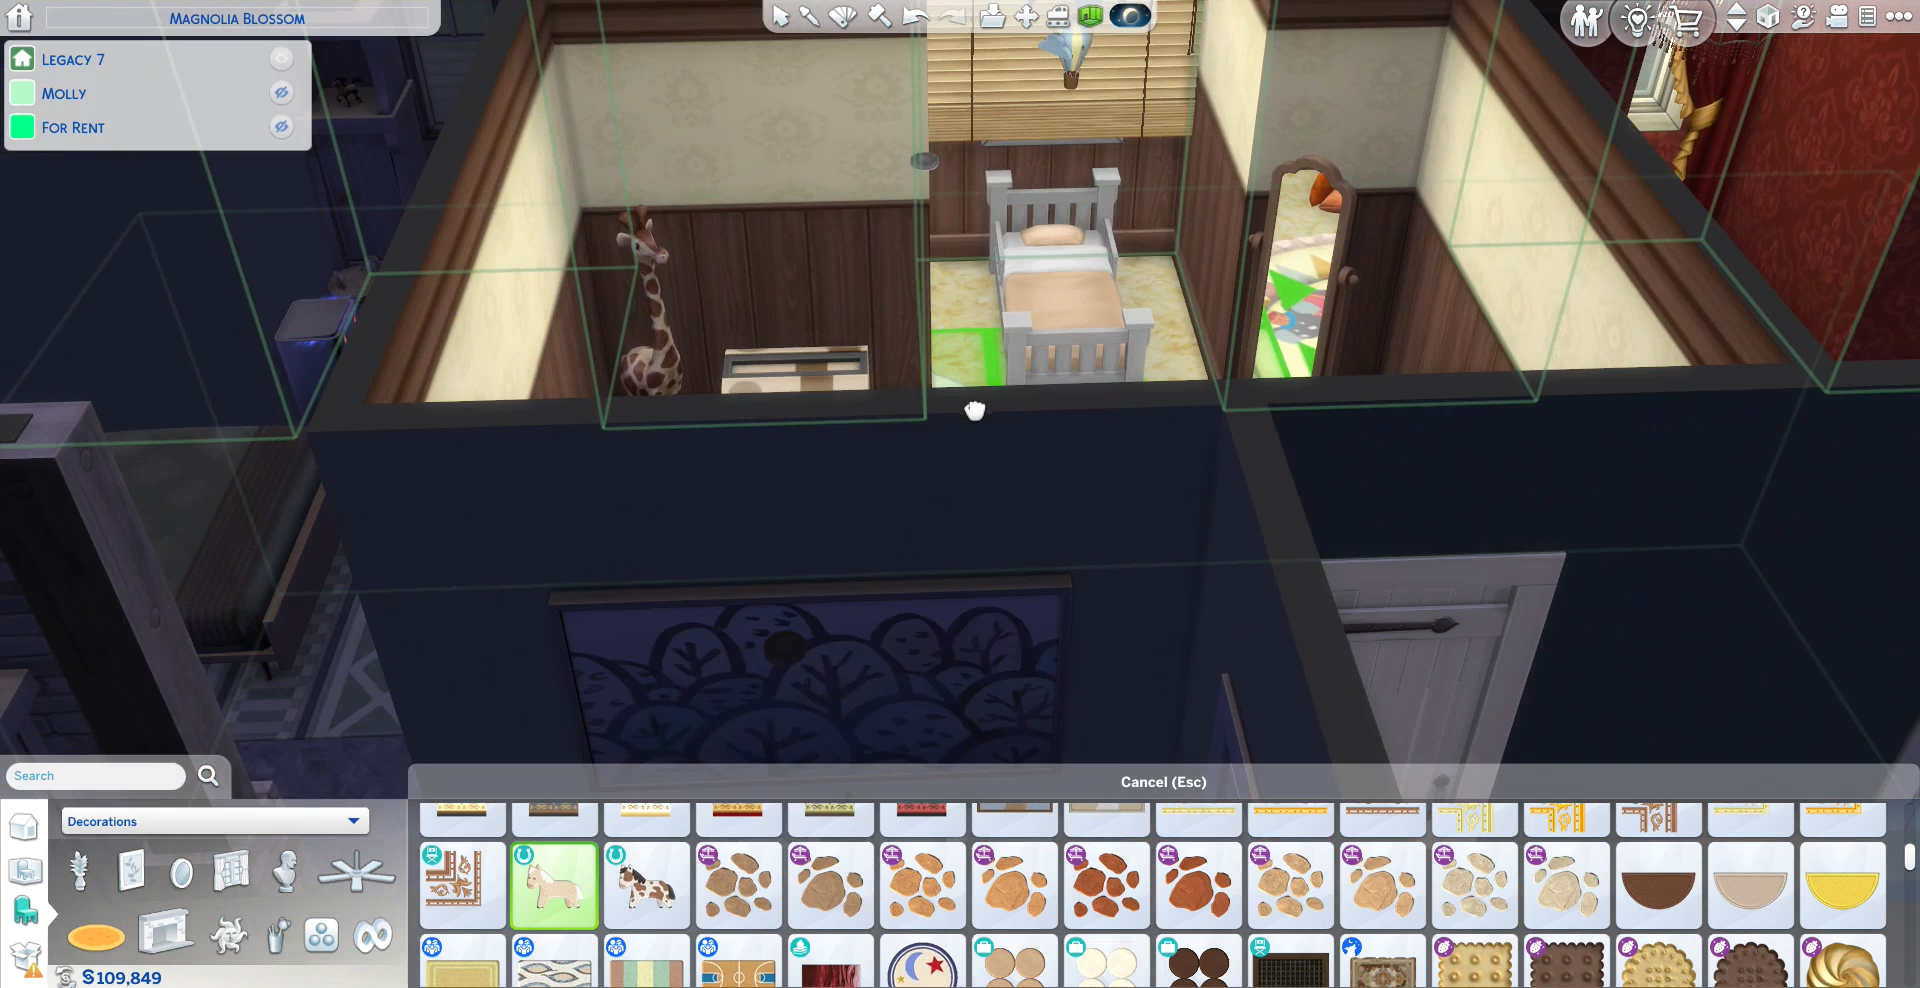 Magnolia Blossom
Legacy 7
Molly
For Rent
Search
Cancel (Esc)
Decorations
§109,849